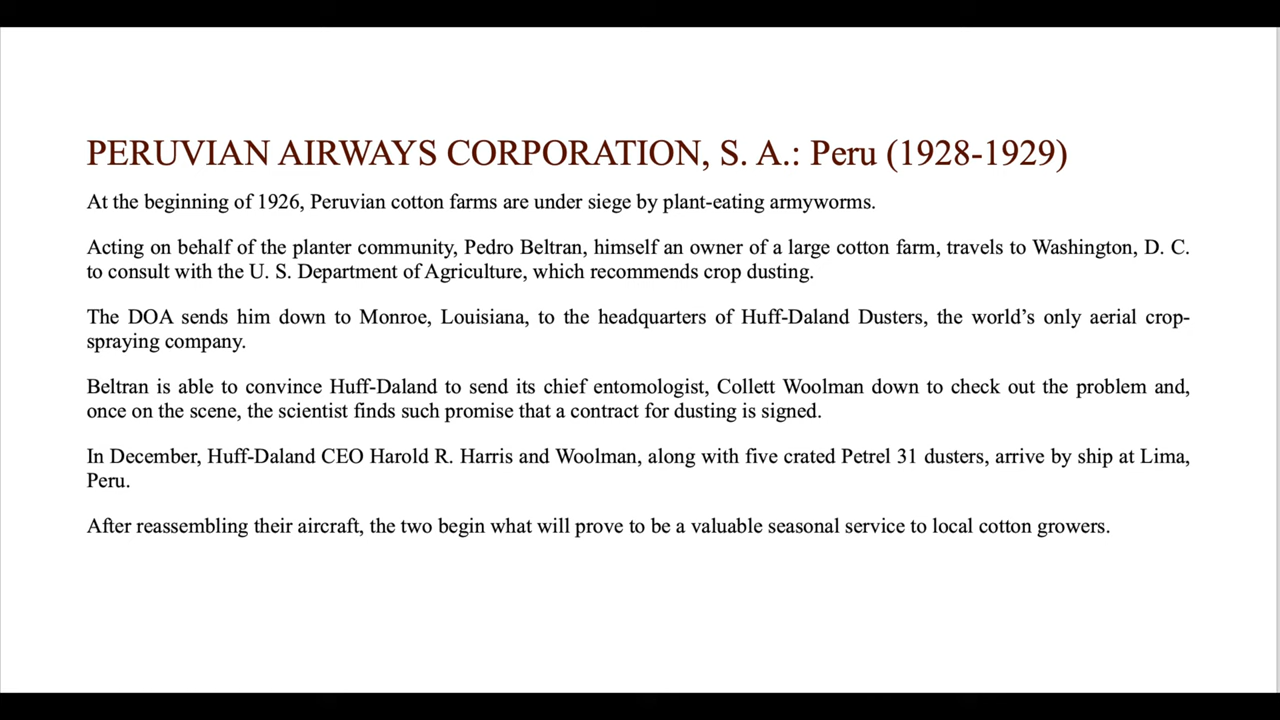 PERUVIAN AIRWAYS CORPORATION, S. A.: Peru (1928-1929)
At the beginning of 1926, Peruvian cotton farms are under siege by plant-eating armyworms.
Acting on behalf of the planter community, Pedro Beltran, himself an owner of a large cotton farm, travels to Washington, D. C.
to consult with the U. S. Department of Agriculture, which recommends crop dusting.
The DOA sends him down to Monroe, Louisiana, to the headquarters of Huff-Daland Dusters, the world’s only aerial crop-
spraying company.
Beltran is able to convince Huff-Daland to send its chief entomologist, Collett Woolman down to check out the problem and,
once on the scene, the scientist finds such promise that a contract for dusting is signed.
In December, Huff-Daland CEO Harold R. Harris and Woolman, along with five crated Petrel 31 dusters, arrive by ship at Lima,
Peru.
After reassembling their aircraft, the two begin what will prove to be a valuable seasonal service to local cotton growers.